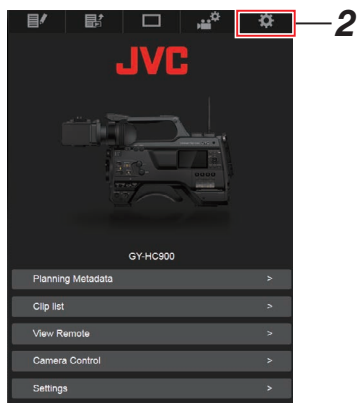 2
JVC
GY-HC900
Planning Metadata >
Clip list >
View Remote >
Camera Control >
Settings >